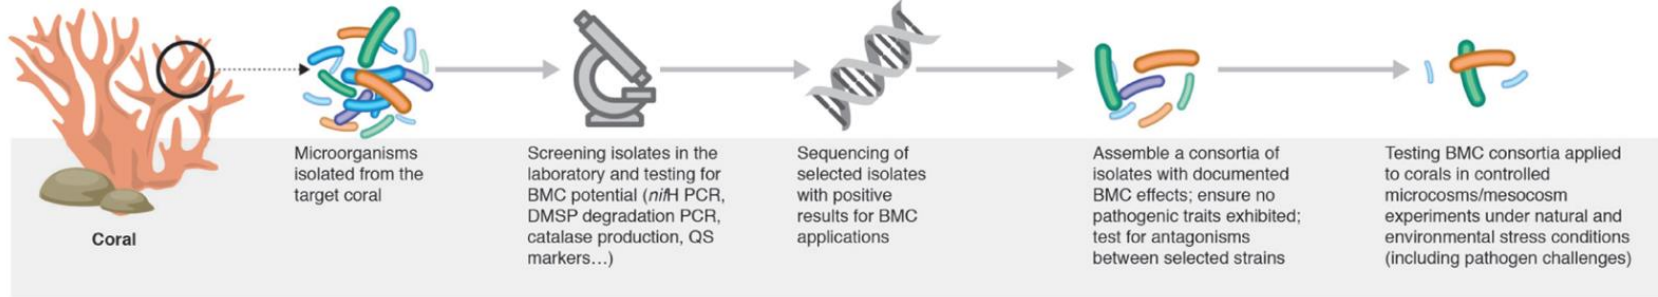 Coral
Microorganisms
isolated from the
target coral
Screening isolates in the
laboratory and testing for
BMC potential (nifH PCR,
DMSP degradation PCR,
catalase production, QS
markers...)
Sequencing of
selected isolates
with positive
results for BMC
applications
Assemble a consortia of
isolates with documented
BMC effects; ensure no
pathogenic traits exhibited;
test for antagonisms
between selected strains
Testing BMC consortia applied
to corals in controlled
microcosms/mesocosm
experiments under natural and
environmental stress conditions
(including pathogen challenges)